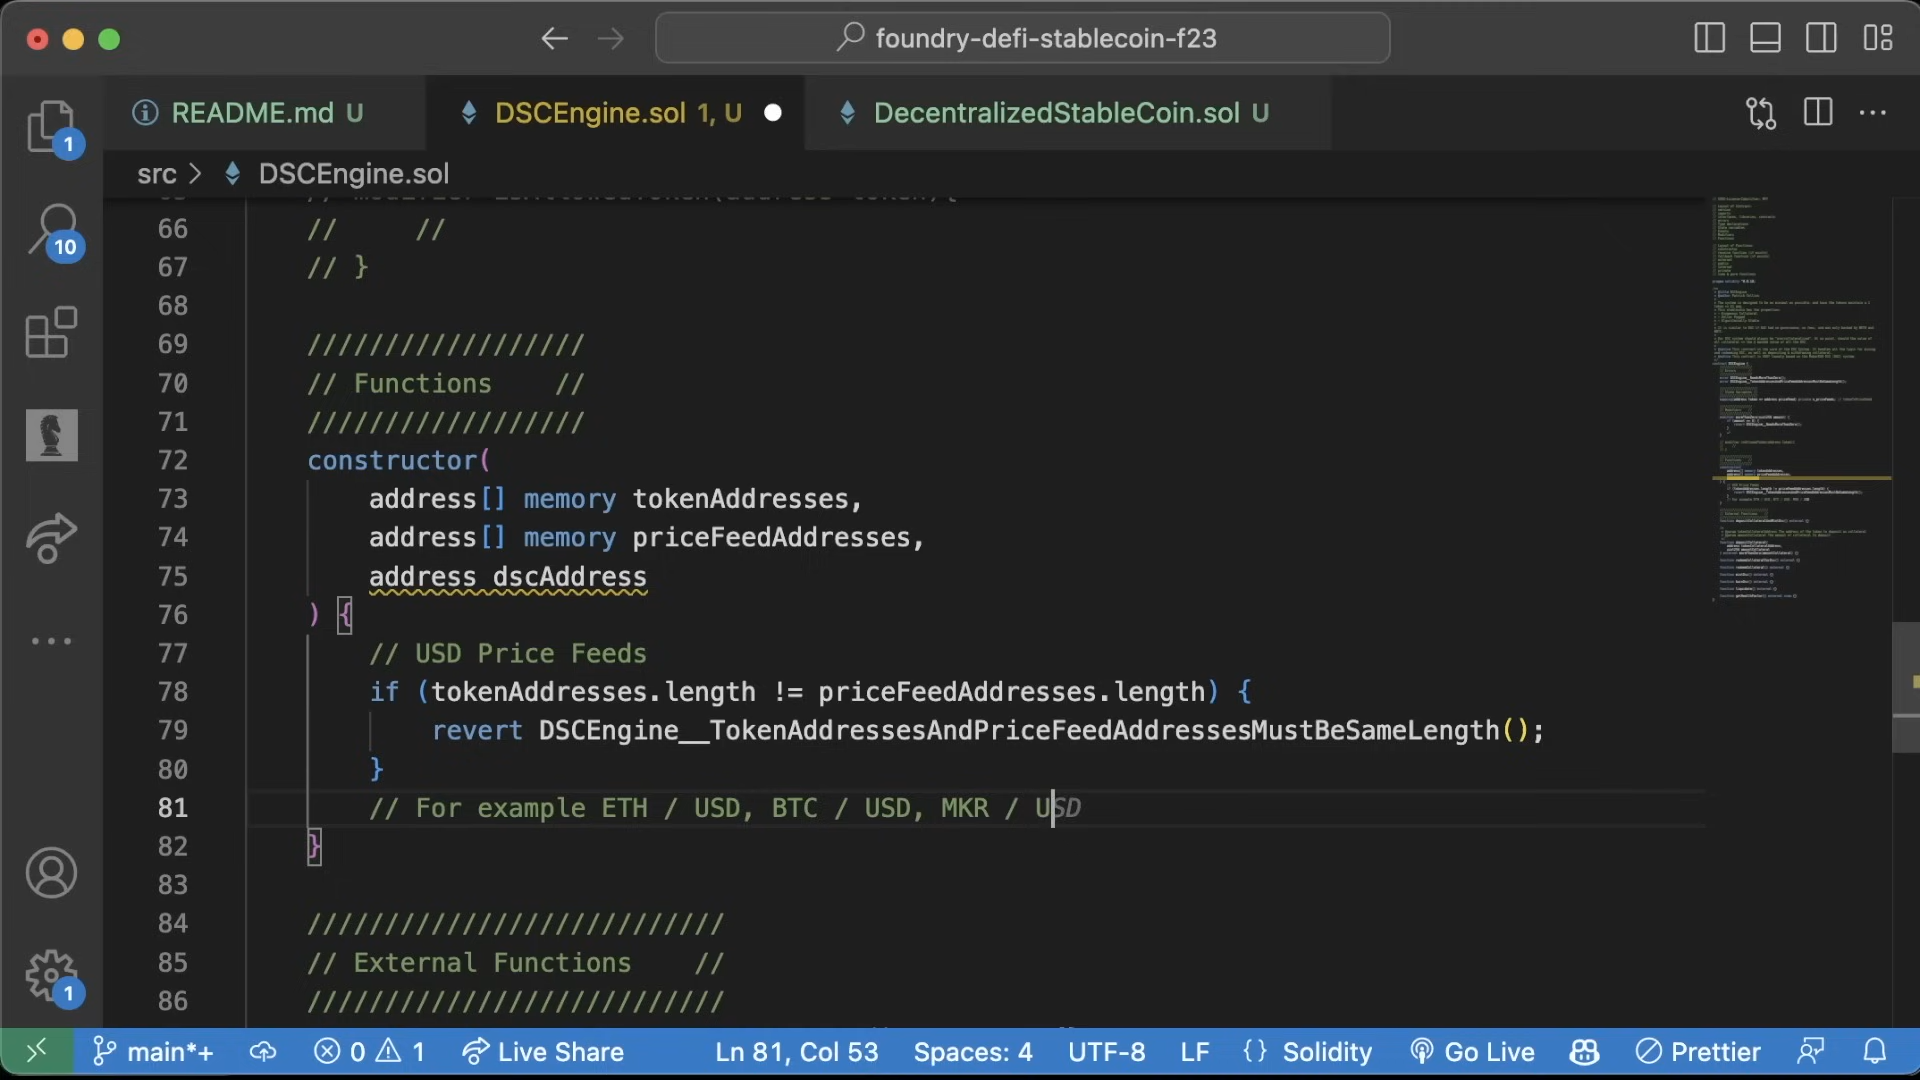 foundry-defi-stablecoin-f23
README.md U
DSCEngine.sol 1, U
DecentralizedStableCoin.sol U
1
src > DSCEngine.sol
10
66 // //
67 // }
68
69 //////////////////
70 // Functions //
71 //////////////////
72 constructor(
73 address[] memory tokenAddresses,
74 address[] memory priceFeedAddresses,
75 address dscAddress
76 ) {
77 // USD Price Feeds
78 if (tokenAddresses.length != priceFeedAddresses.length) {
79 revert DSCEngine__TokenAddressesAndPriceFeedAddressesMustBeSameLength();
80 }
81 // For example ETH / USD, BTC / USD, MKR / USD
82 }
83
84 ///////////////////////////
85 // External Functions //
86 ///////////////////////////
1
main*+ 0 1 Live Share Ln 81, Col 53 Spaces: 4 UTF-8 LF {} Solidity Go Live Prettier